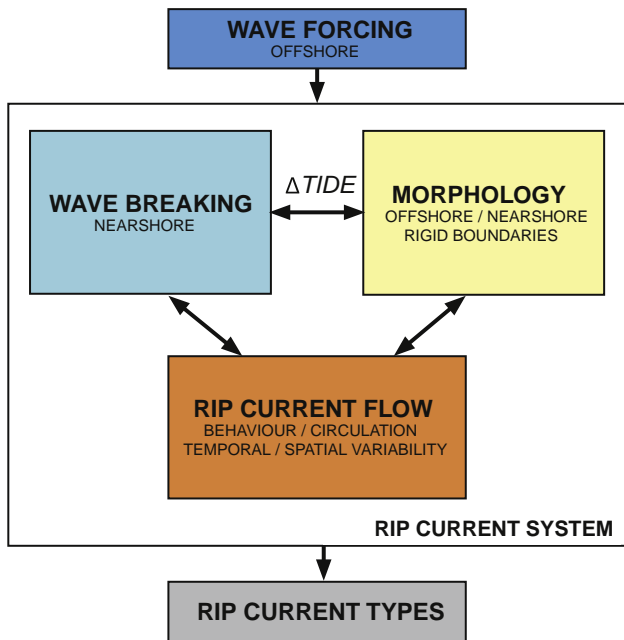 WAVE FORCING
OFFSHORE
WAVE BREAKING
NEARSHORE
ΔTIDE
MORPHOLOGY
OFFSHORE / NEARSHORE
RIGID BOUNDARIES
RIP CURRENT FLOW
BEHAVIOUR / CIRCULATION
TEMPORAL / SPATIAL VARIABILITY
RIP CURRENT SYSTEM
RIP CURRENT TYPES